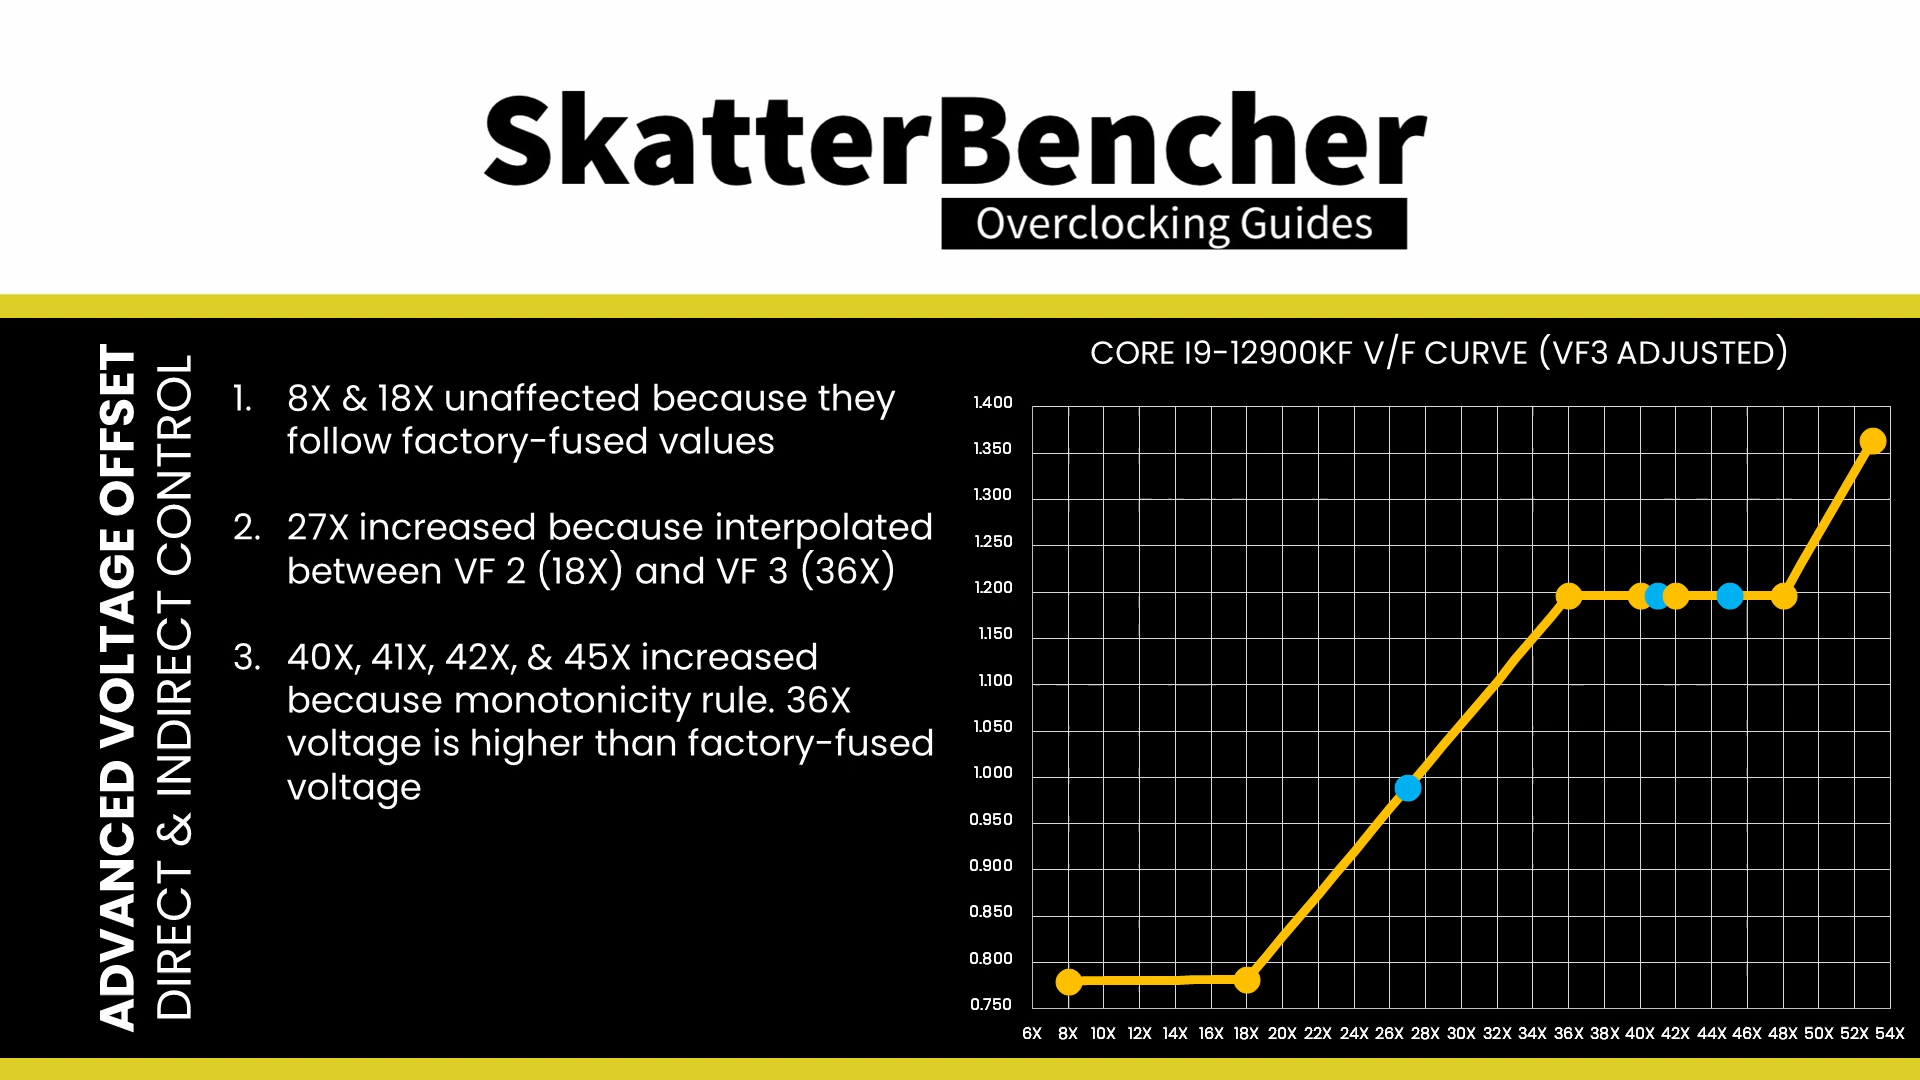 SkatterBencher
Overclocking Guides
ADVANCED VOLTAGE OFFSET
DIRECT & INDIRECT CONTROL
1. 8X & 18X unaffected because they
follow factory-fused values
2. 27X increased because interpolated
between VF 2 (18X) and VF 3 (36X)
3. 40X, 41X, 42X, & 45X increased
because monotonicity rule. 36X
voltage is higher than factory-fused
voltage
CORE I9-12900KF V/F CURVE (VF3 ADJUSTED)
1.400
1.350
1.300
1.250
1.200
1.150
1.100
1.050
1.000
0.950
0.900
0.850
0.800
0.750
6X 8X 10X 12X 14X 16X 18X 20X 22X 24X 26X 28X 30X 32X 34X 36X 38X 40X 42X 44X 46X 48X 50X 52X 54X